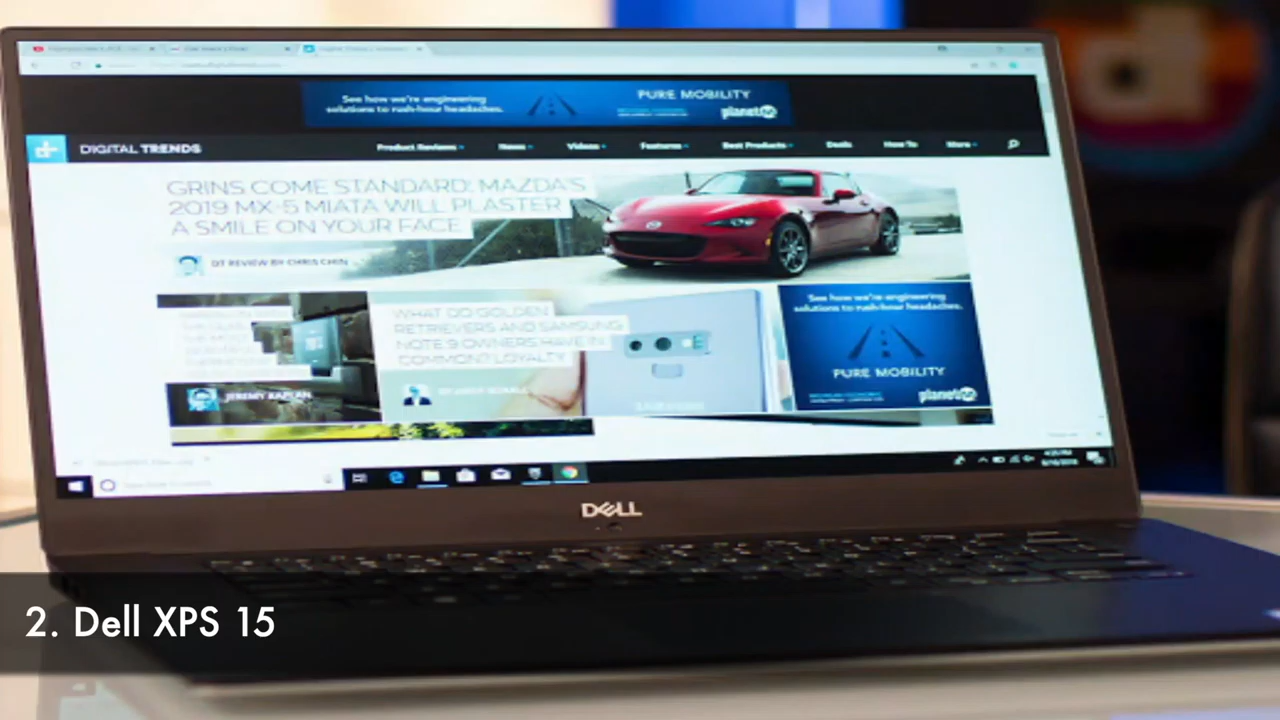 See how we're engineering
solutions to rush-hour headaches.
PURE MOBILITY
planetM
DIGITAL TRENDS
Product Reviews
News
Videos
Features
Best Products
Deals
How To
More
GRINS COME STANDARD: MAZDA'S
2019 MX-5 MIATA WILL PLASTER
A SMILE ON YOUR FACE
DT REVIEW BY CHRIS CHIN
WHAT DO GOLDEN
RETRIEVERS AND SAMSUNG
NOTE 9 OWNERS HAVE IN
COMMON? LOYALTY
JEREMY KAPLAN
SAMSUNG
See how we're engineering
solutions to rush-hour headaches.
PURE MOBILITY
planetM
DELL
2. Dell XPS 15